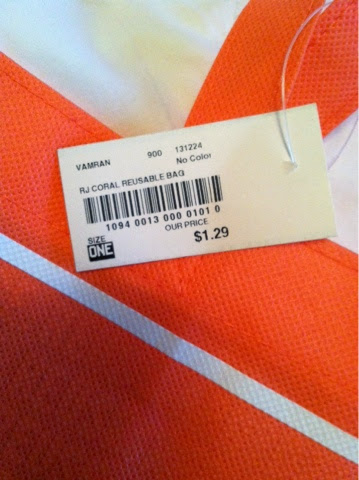 VAMRAN 900 131224
No Color
RJ CORAL REUSABLE BAG
1094 0013 000 0101 0
SIZE
ONE
OUR PRICE
$1.29